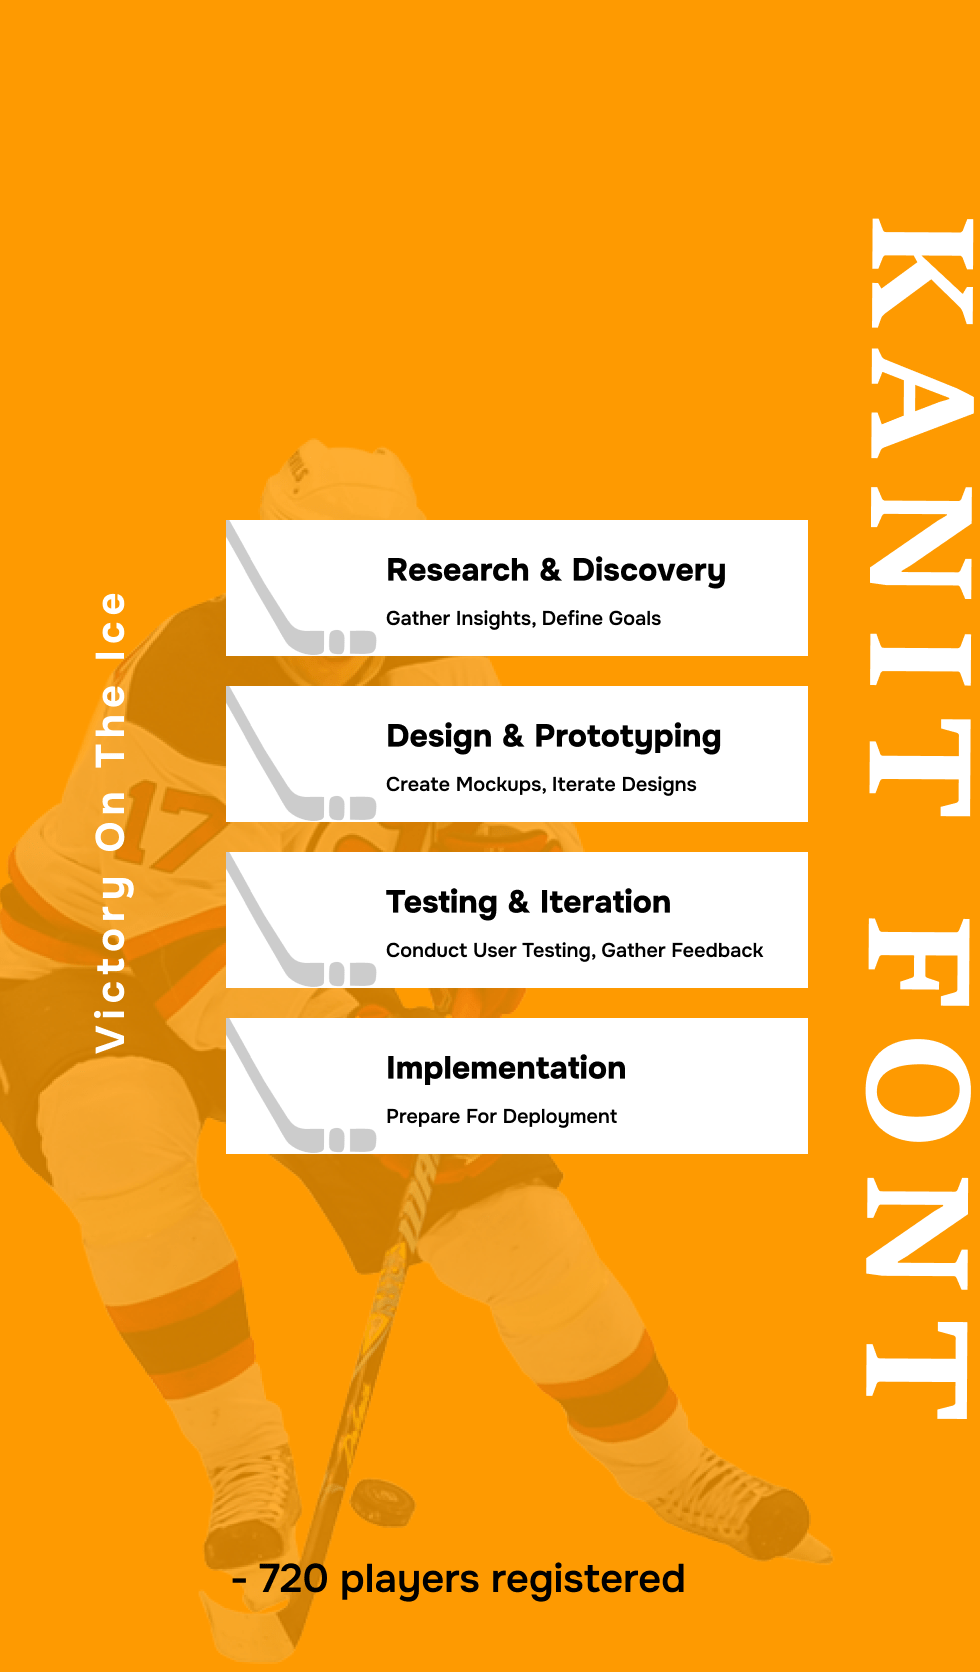 KANIT FONT
Victory On The Ice
Research & Discovery
Gather Insights, Define Goals
Design & Prototyping
Create Mockups, Iterate Designs
Testing & Iteration
Conduct User Testing, Gather Feedback
Implementation
Prepare For Deployment
17
- 720 players registered